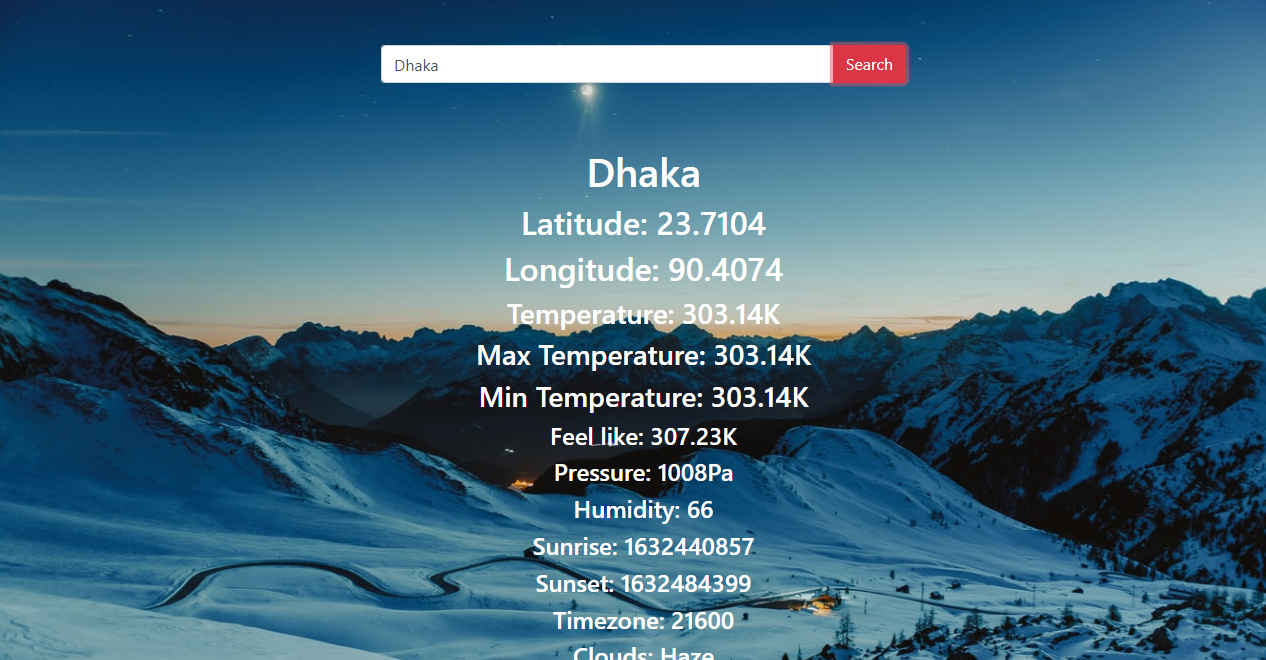 Dhaka
Search
Dhaka
Latitude: 23.7104
Longitude: 90.4074
Temperature: 303.14K
Max Temperature: 303.14K
Min Temperature: 303.14K
Feel like: 307.23K
Pressure: 1008Pa
Humidity: 66
Sunrise: 1632440857
Sunset: 1632484399
Timezone: 21600
Clouds: Haze